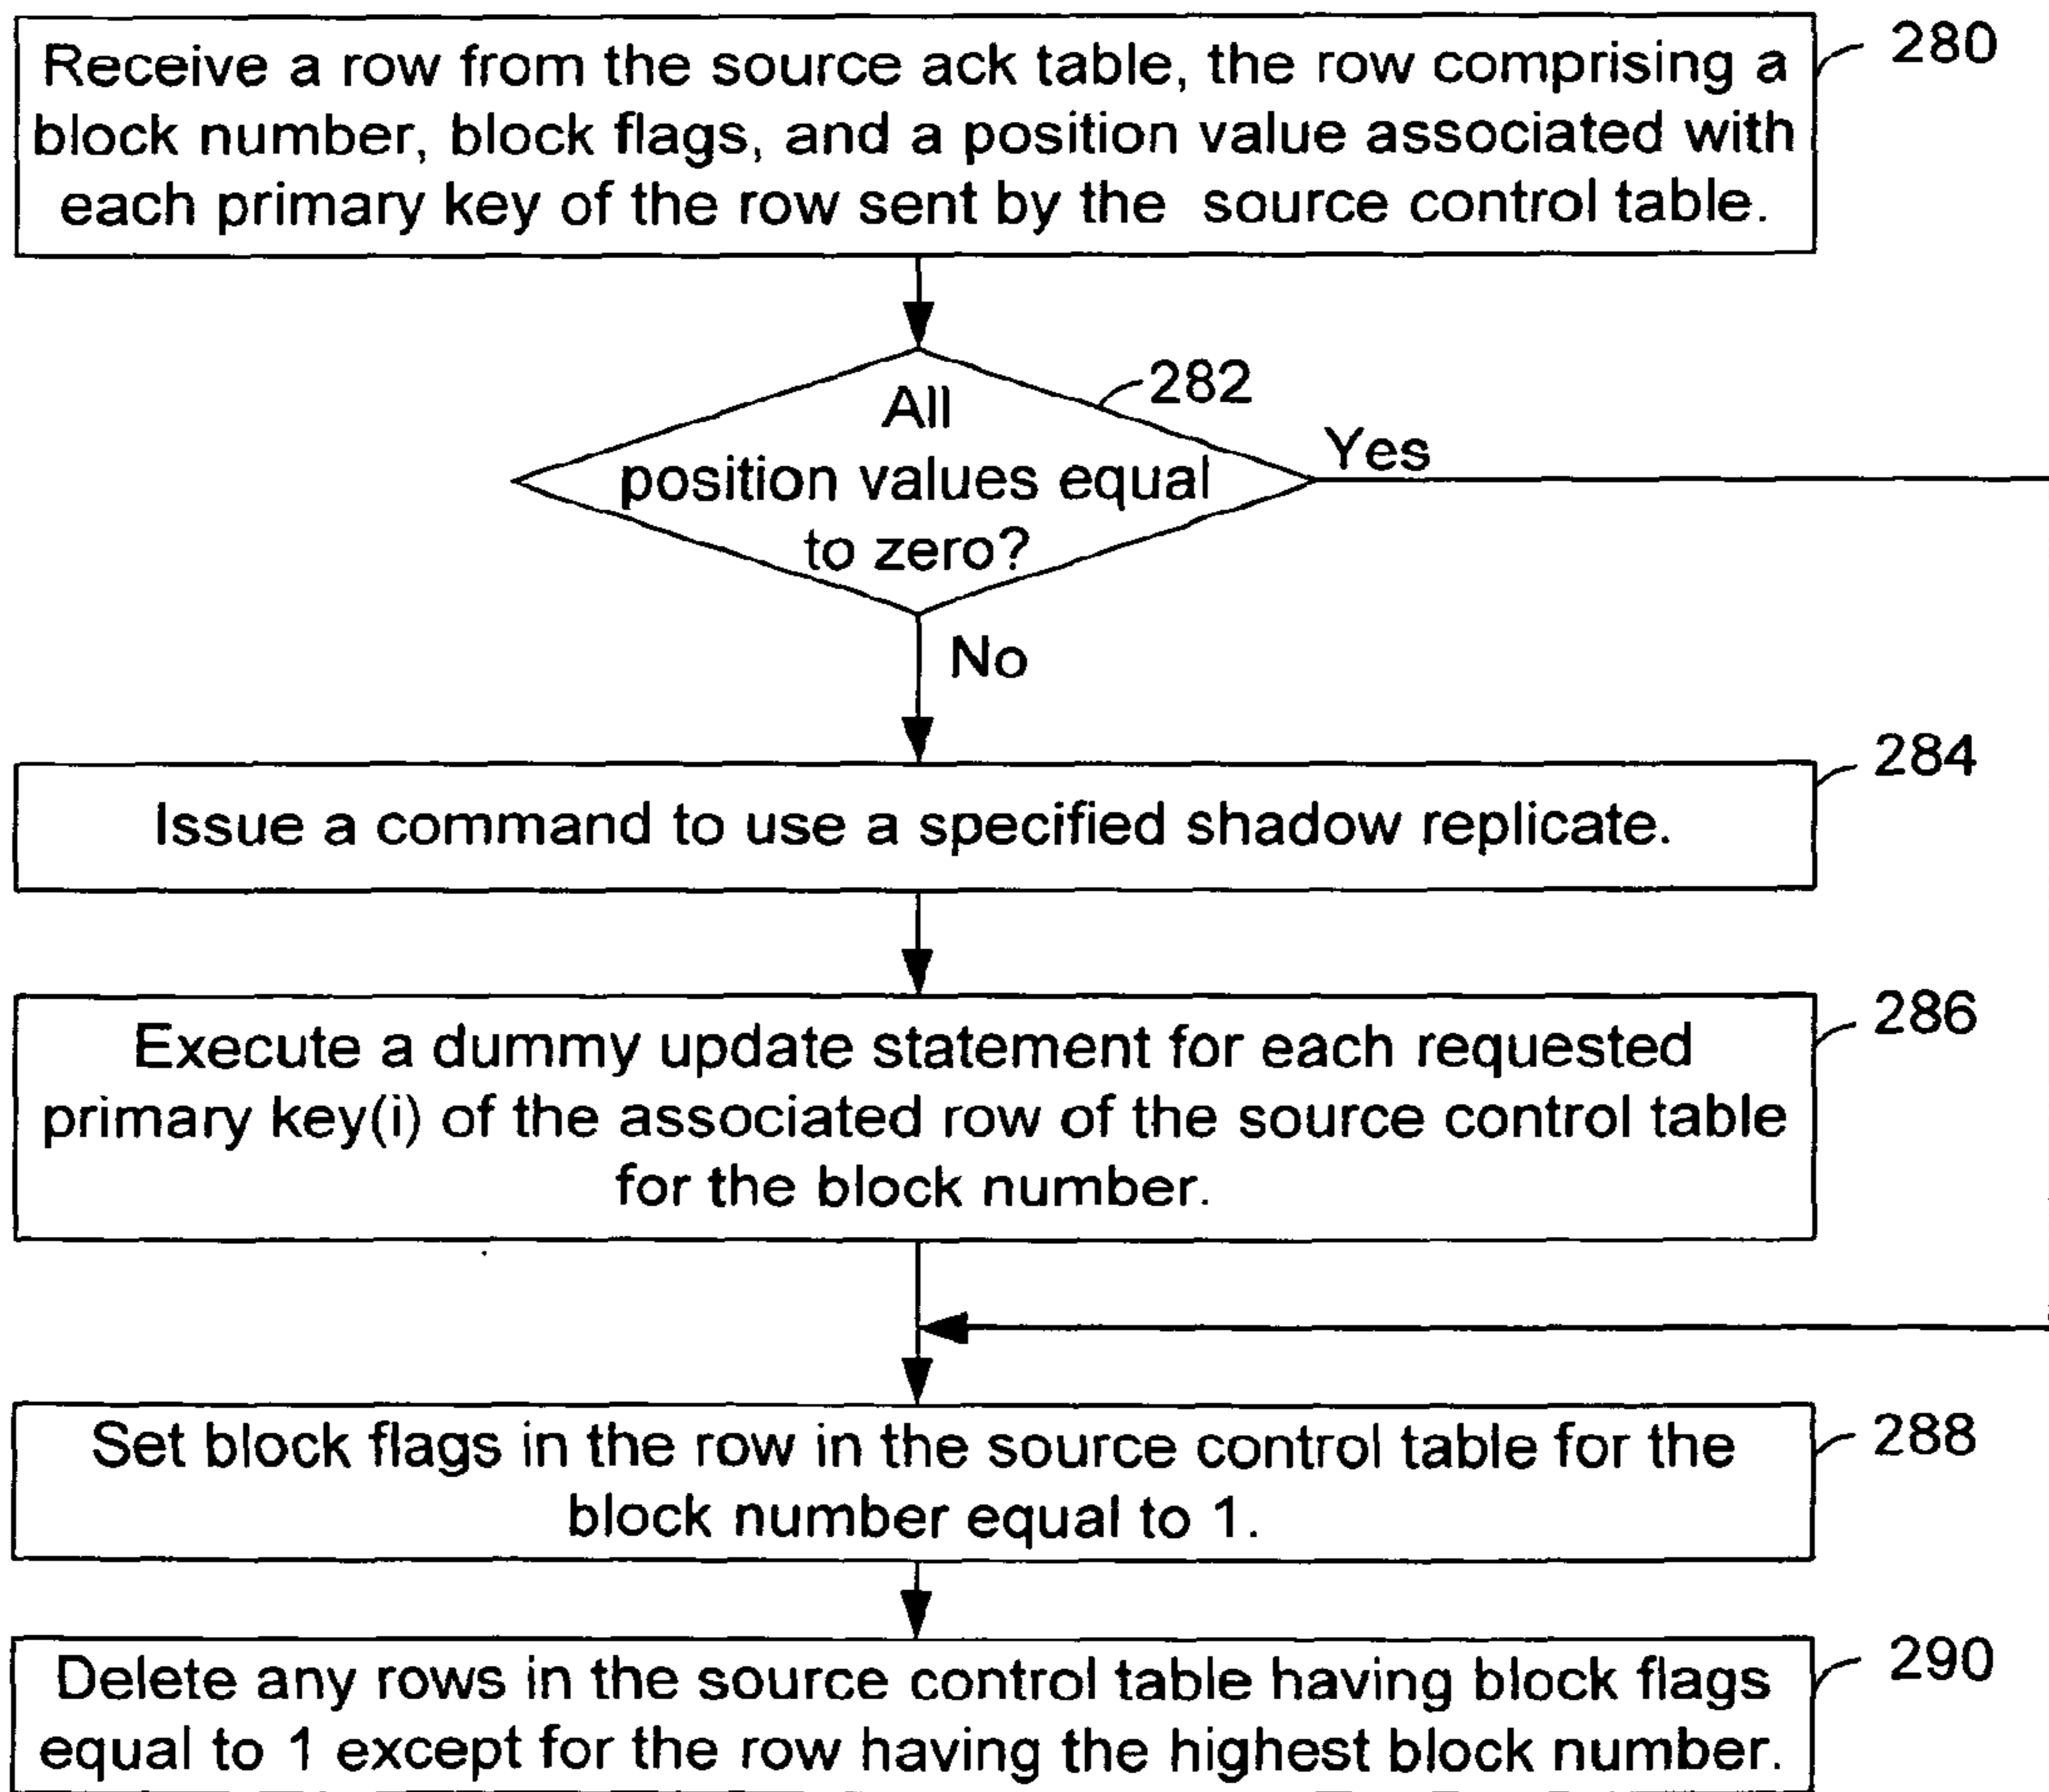 Receive a row from the source ack table, the row comprising a
block number, block flags, and a position value associated with
each primary key of the row sent by the source control table.
280
All
position values equal
to zero?
282
Yes
No
Issue a command to use a specified shadow replicate.
284
Execute a dummy update statement for each requested
primary key(i) of the associated row of the source control table
for the block number.
286
Set block flags in the row in the source control table for the
block number equal to 1.
288
Delete any rows in the source control table having block flags
equal to 1 except for the row having the highest block number.
290